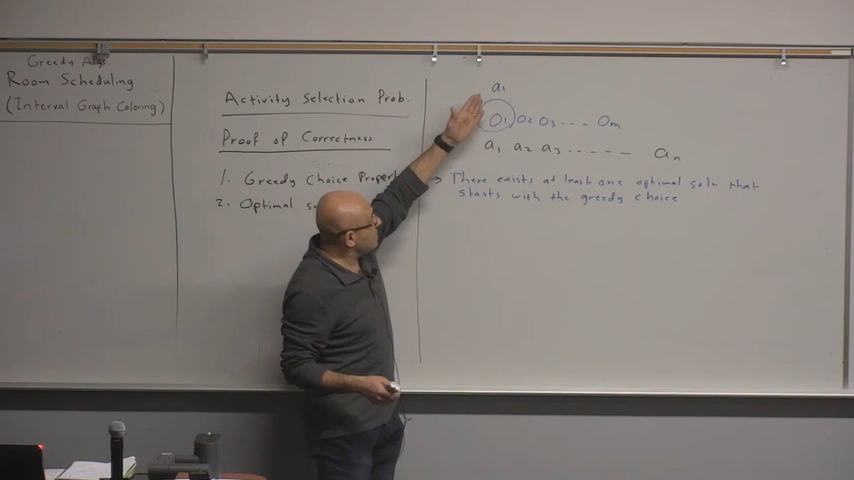 Greedy Algs
Room Scheduling
(Interval Graph Coloring)
Activity Selection Prob.
Proof of Correctness
1. Greedy Choice Propert
2. Optimal s
a1
O1 O2 O3 ... Om
a1 a2 a3 ..... an
→ There exists at least one optimal soln that
starts with the greedy choice